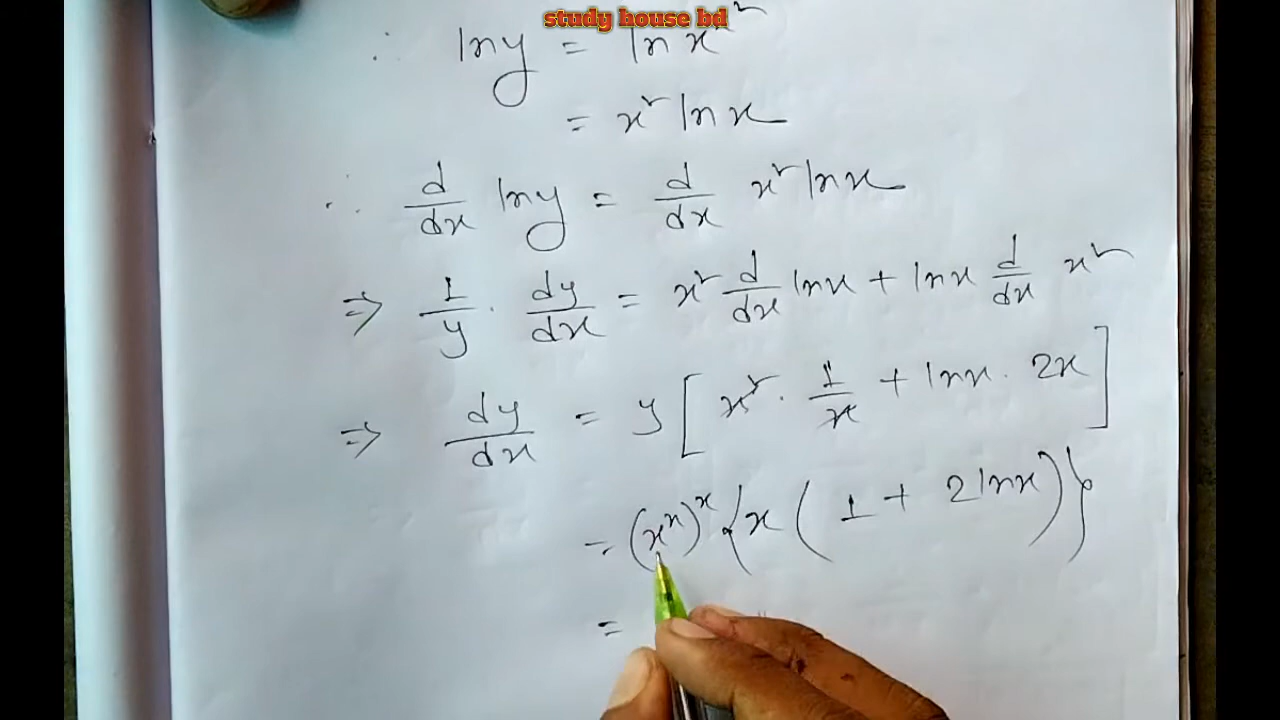 study house bd
∴ ln y = ln x^x²
= x² ln x
∴ d/dx ln y = d/dx x² ln x
⇒ 1/y · dy/dx = x² d/dx ln x + ln x d/dx x²
⇒ dy/dx = y [ x² · 1/x + ln x · 2x ]
= (x^x)^x { x ( 1 + 2 ln x ) }
=